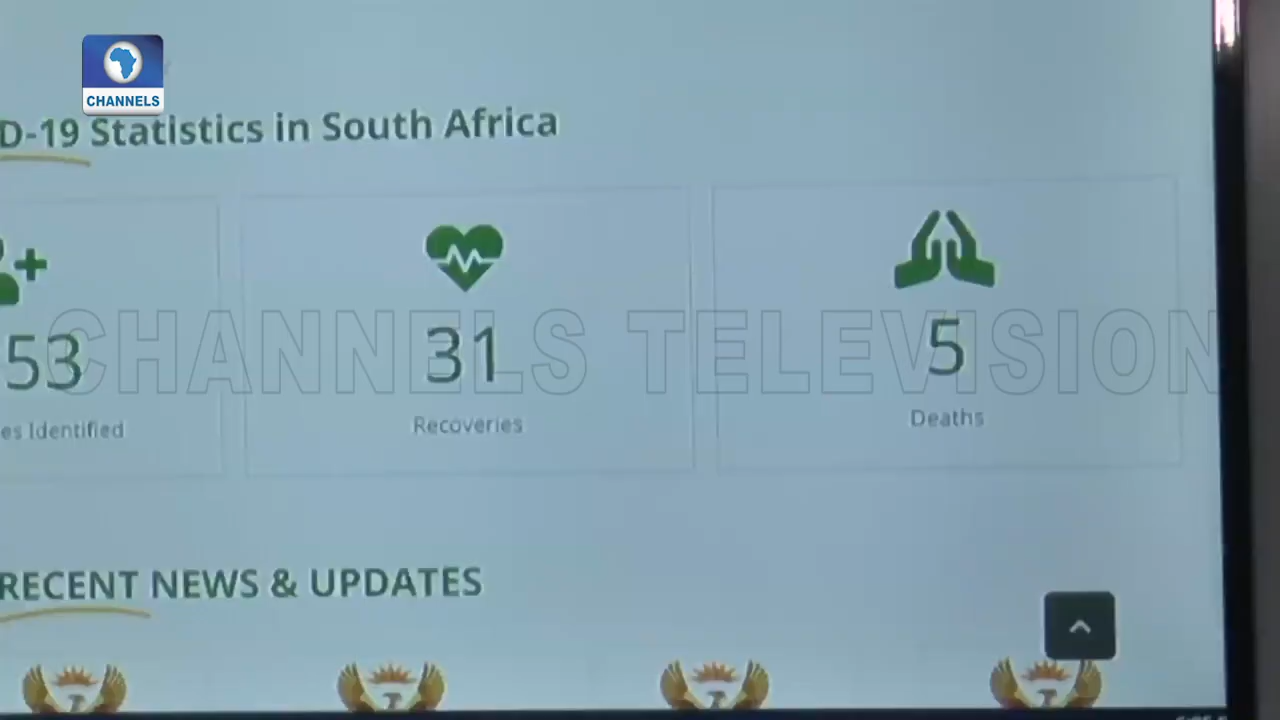 CHANNELS
D-19 Statistics in South Africa
53
31
5
es Identified
Recoveries
Deaths
CHANNELS TELEVISION
RECENT NEWS & UPDATES